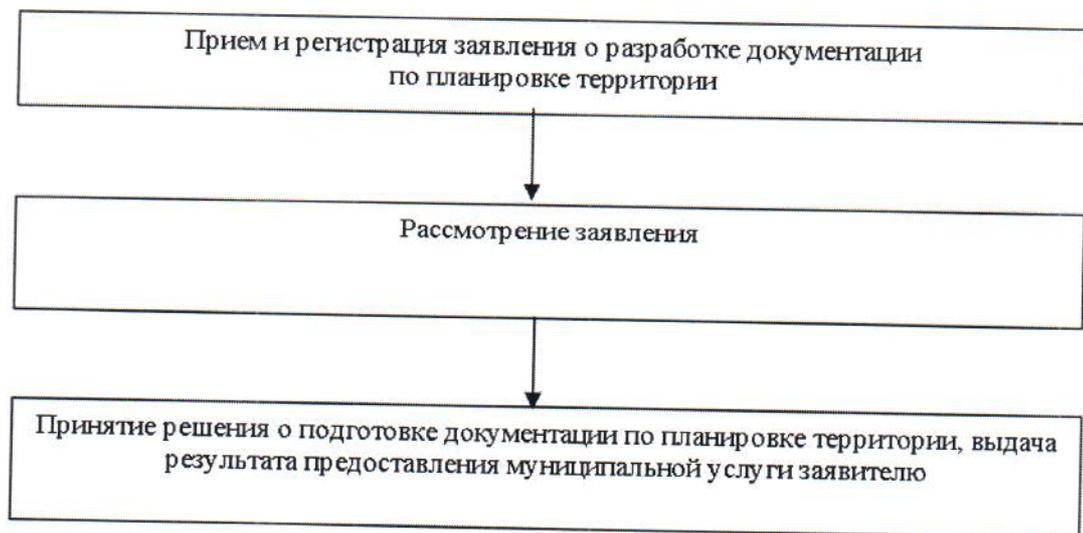 Прием и регистрация заявления о разработке документации
по планировке территории
Рассмотрение заявления
Принятие решения о подготовке документации по планировке территории, выдача
результата предоставления муниципальной услуги заявителю